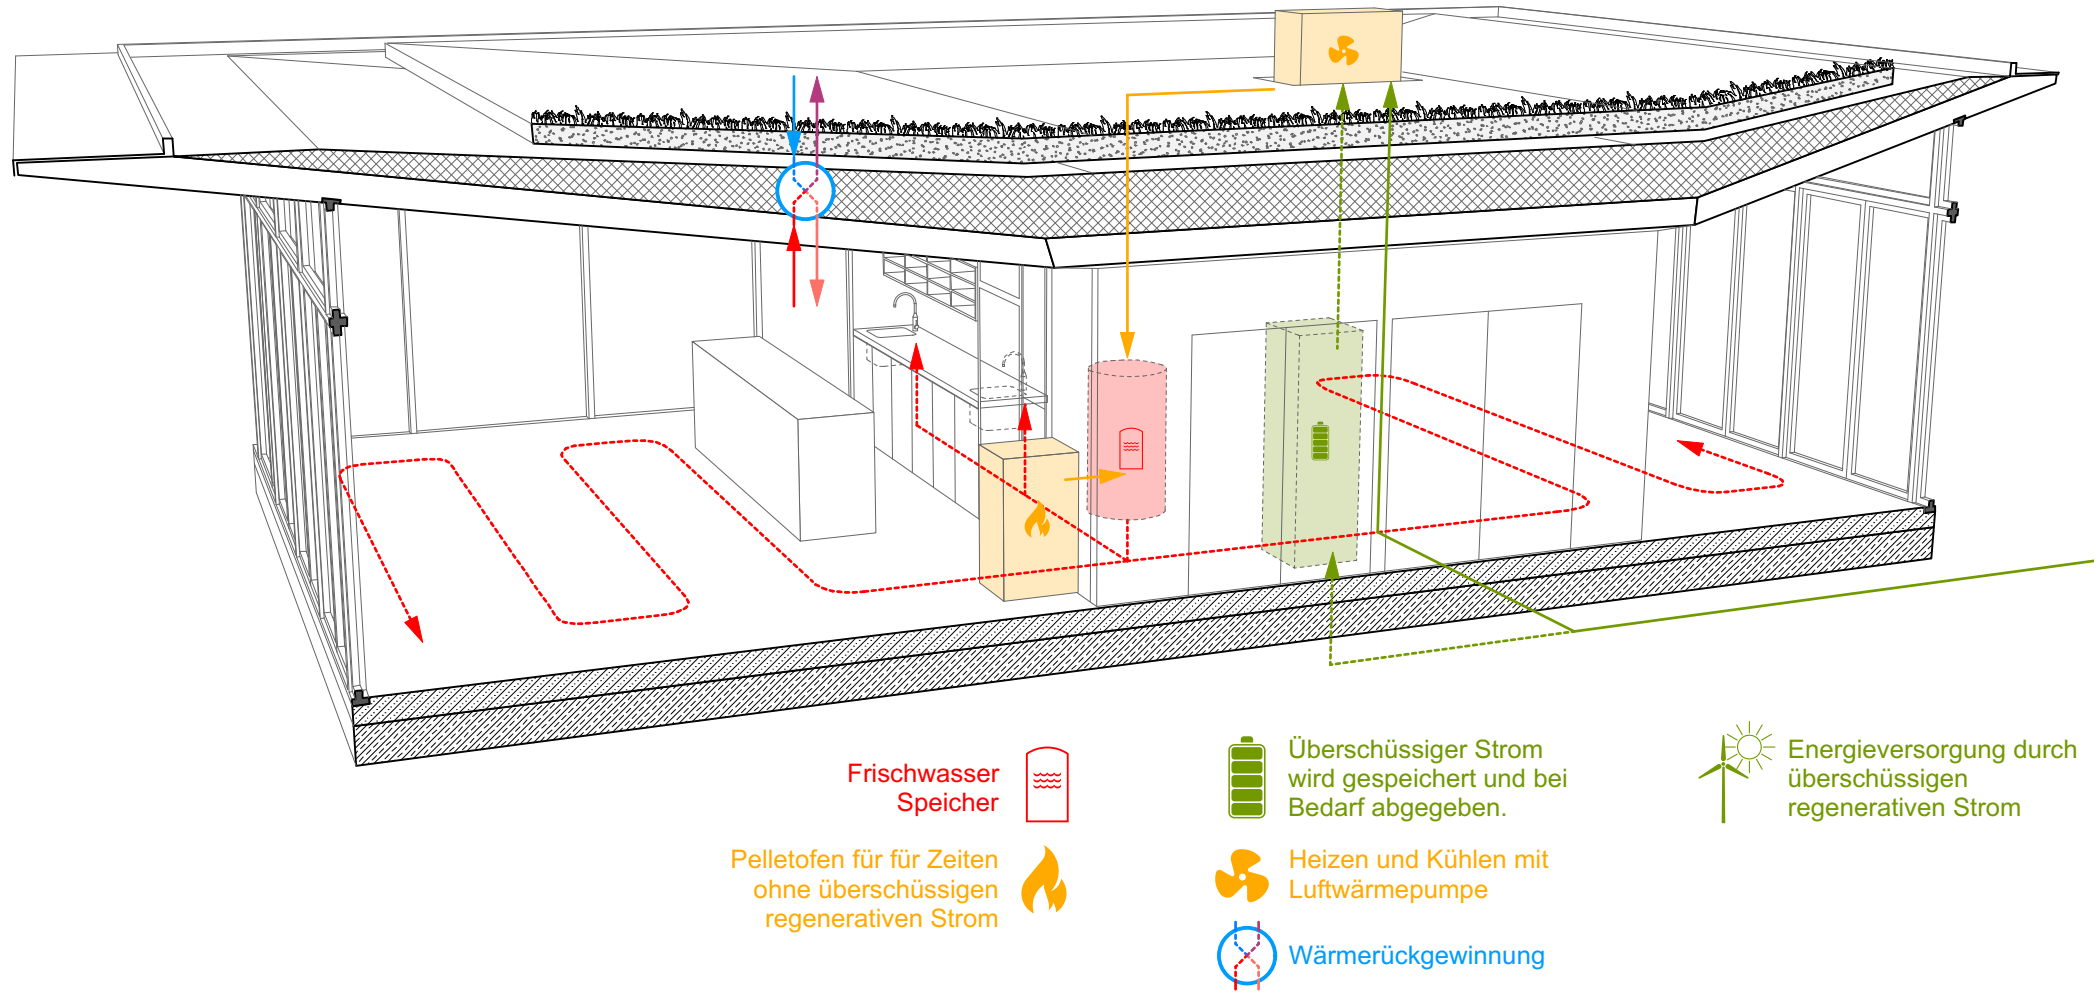 Frischwasser
Speicher
Pelletofen für für Zeiten
ohne überschüssigen
regenerativen Strom
Überschüssiger Strom
wird gespeichert und bei
Bedarf abgegeben.
Heizen und Kühlen mit
Luftwärmepumpe
Wärmerückgewinnung
Energieversorgung durch
überschüssigen
regenerativen Strom